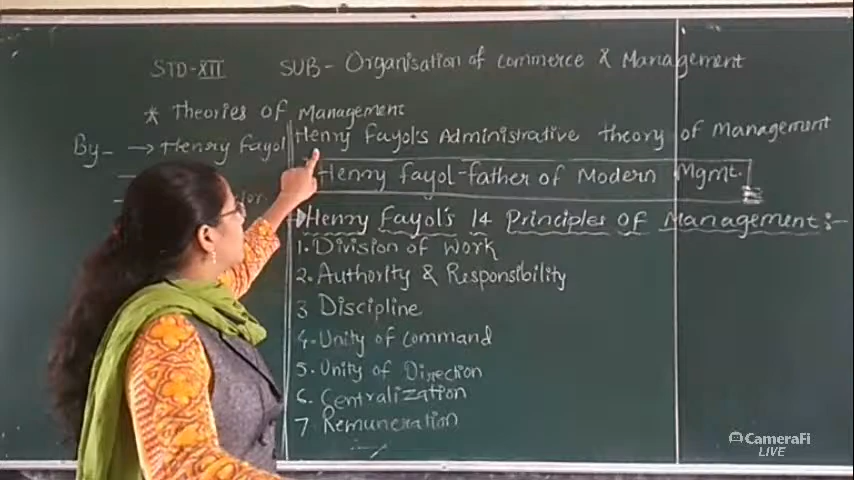 STD-XII SUB- Organisation of commerce & Management
* Theories of Management
By- → Henry Fayol
Henry Fayol's Administrative theory of Management
Henny fayol-father of Modern Mgmt.
Henny Fayol's 14 Principles of Management:-
1. Division of work
2. Authority & Responsibility
3 Discipline
4. Unity of command
5. Unity of Direction
6. Centralization
7. Remuneration
CameraFi
LIVE